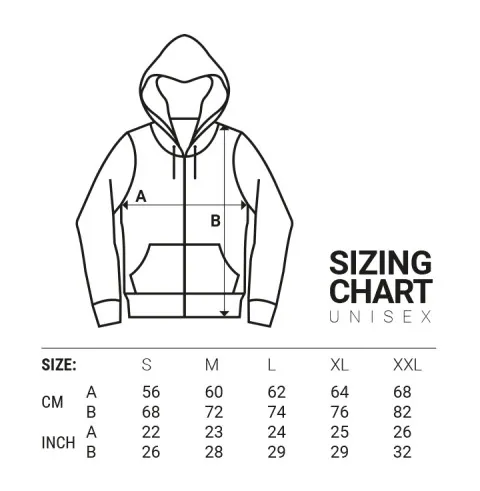 A
B
SIZING
CHART
UNISEX
SIZE: S M L XL XXL
CM A 56 60 62 64 68
B 68 72 74 76 82
INCH A 22 23 24 25 26
B 26 28 29 29 32